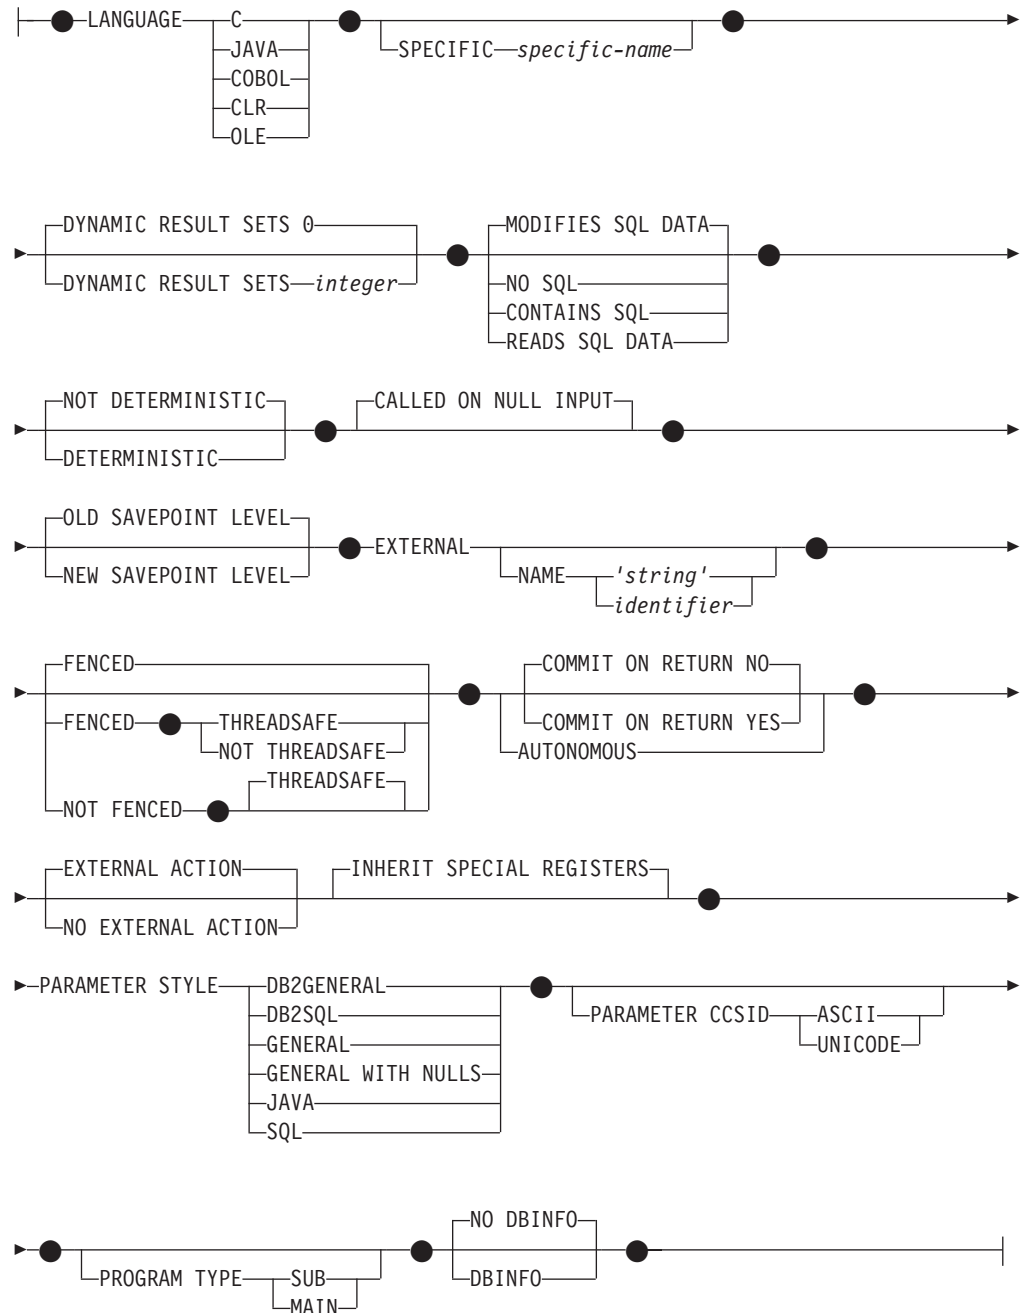 LANGUAGE C
JAVA
COBOL
CLR
OLE
SPECIFIC specific-name
DYNAMIC RESULT SETS 0
DYNAMIC RESULT SETS integer
MODIFIES SQL DATA
NO SQL
CONTAINS SQL
READS SQL DATA
NOT DETERMINISTIC
DETERMINISTIC
CALLED ON NULL INPUT
OLD SAVEPOINT LEVEL
NEW SAVEPOINT LEVEL
EXTERNAL
NAME 'string'
identifier
FENCED
FENCED THREADSAFE
NOT THREADSAFE
THREADSAFE
NOT FENCED
COMMIT ON RETURN NO
COMMIT ON RETURN YES
AUTONOMOUS
EXTERNAL ACTION
NO EXTERNAL ACTION
INHERIT SPECIAL REGISTERS
PARAMETER STYLE DB2GENERAL
DB2SQL
GENERAL
GENERAL WITH NULLS
JAVA
SQL
PARAMETER CCSID ASCII
UNICODE
PROGRAM TYPE SUB
MAIN
NO DBINFO
DBINFO